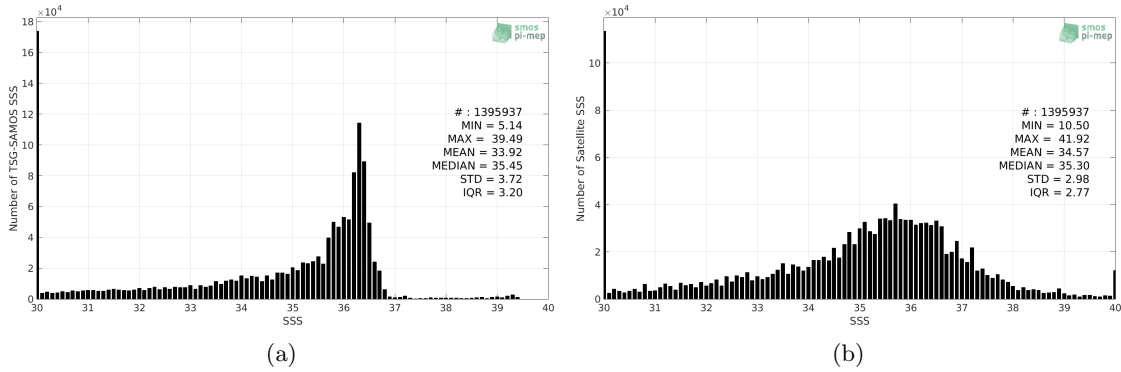 ×10⁴
18
16
14
12
10
8
6
4
2
0
Number of TSG-SAMOS SSS
smos
pi-mep
# : 1395937
MIN = 5.14
MAX = 39.49
MEAN = 33.92
MEDIAN = 35.45
STD = 3.72
IQR = 3.20
30 31 32 33 34 35 36 37 38 39 40
SSS
(a)
×10⁴
10
8
6
4
2
0
Number of Satellite SSS
smos
pi-mep
# : 1395937
MIN = 10.50
MAX = 41.92
MEAN = 34.57
MEDIAN = 35.30
STD = 2.98
IQR = 2.77
30 31 32 33 34 35 36 37 38 39 40
SSS
(b)